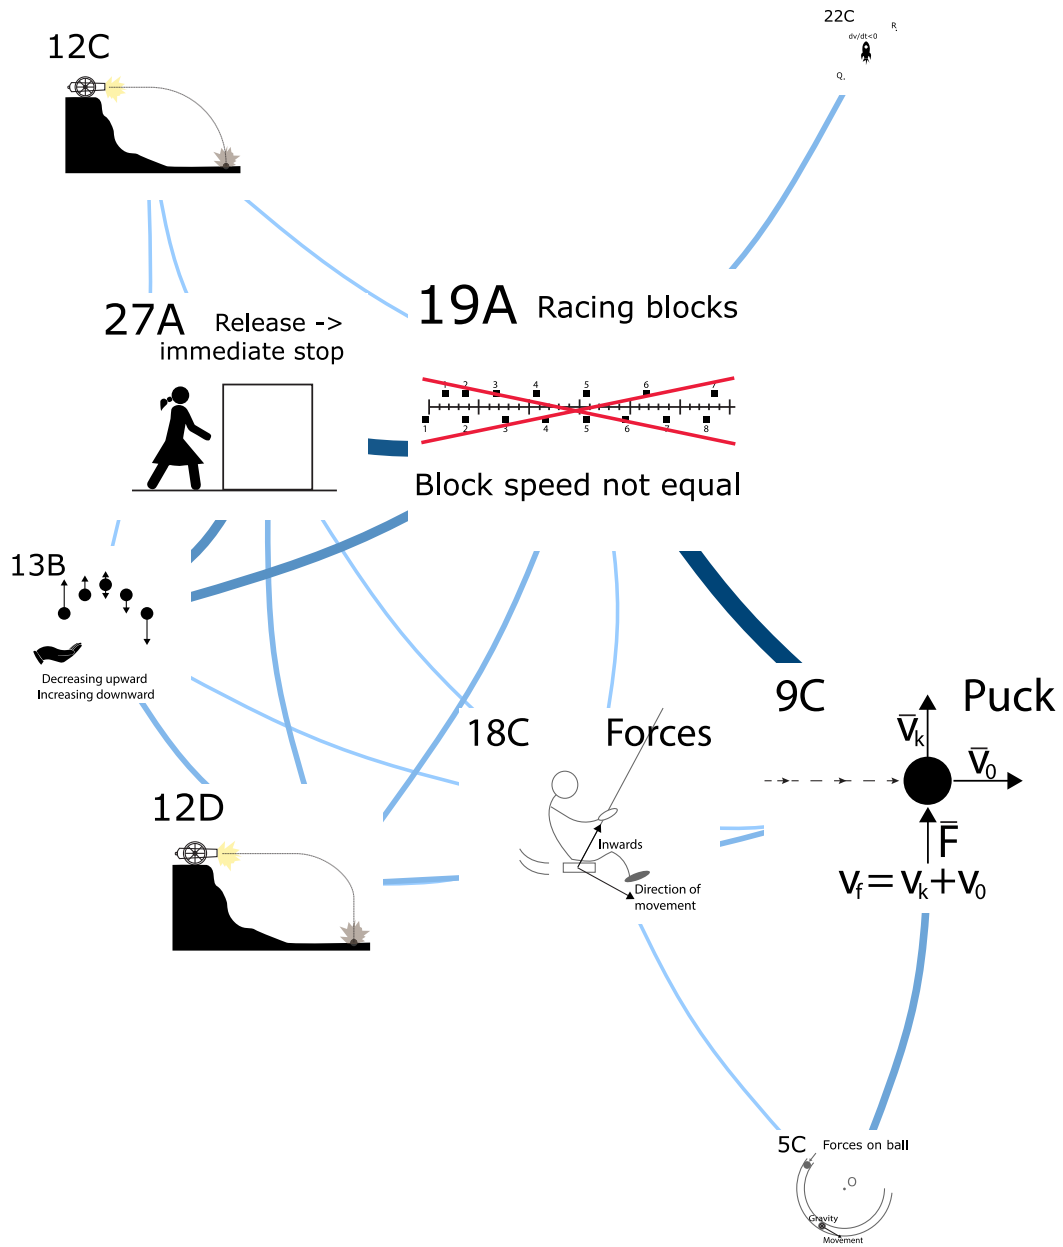 22C
R.
dv/dt<0
Q.
12C
19A Racing blocks
27A Release ->
immediate stop
1 2 3 4 5 6 7
1 2 3 4 5 6 7 8
Block speed not equal
13B
Decreasing upward
Increasing downward
18C Forces
Inwards
Direction of
movement
9C Puck
v̅k
v̅0
F̅
vf = vk + v0
12D
5C Forces on ball
O
Gravity
Movement